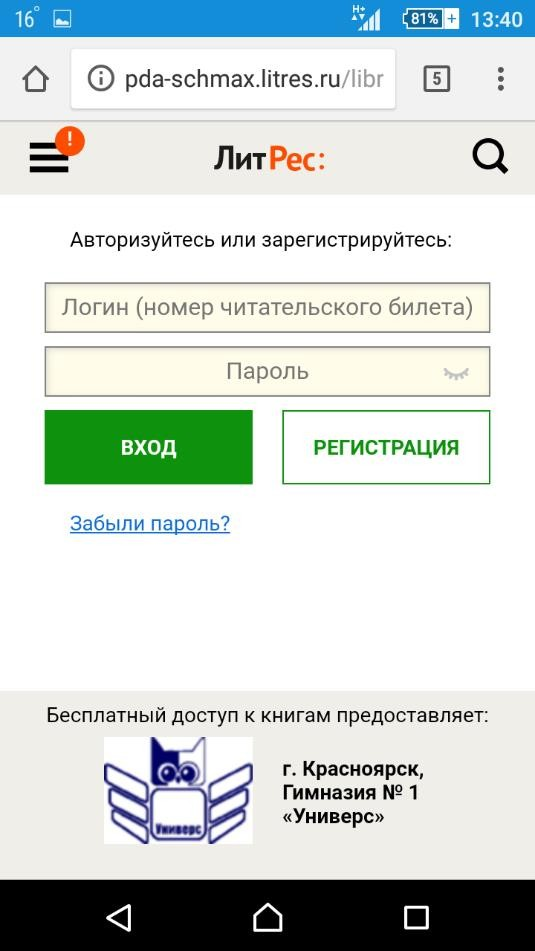 16°
H+
81%
13:40
pda-schmax.litres.ru/libr
5
!
ЛитРес:
Авторизуйтесь или зарегистрируйтесь:
Логин (номер читательского билета)
Пароль
ВХОД
РЕГИСТРАЦИЯ
Забыли пароль?
Бесплатный доступ к книгам предоставляет:
Универс
г. Красноярск,
Гимназия № 1
«Универс»